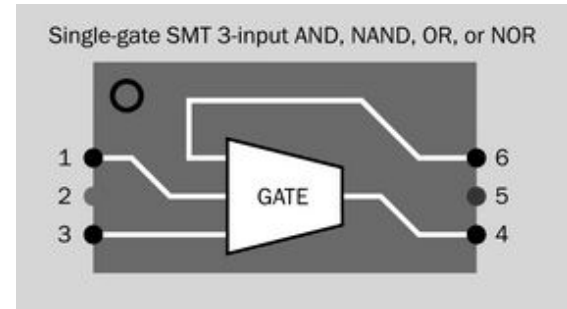 Single-gate SMT 3-input AND, NAND, OR, or NOR
1 6
2 GATE 5
3 4